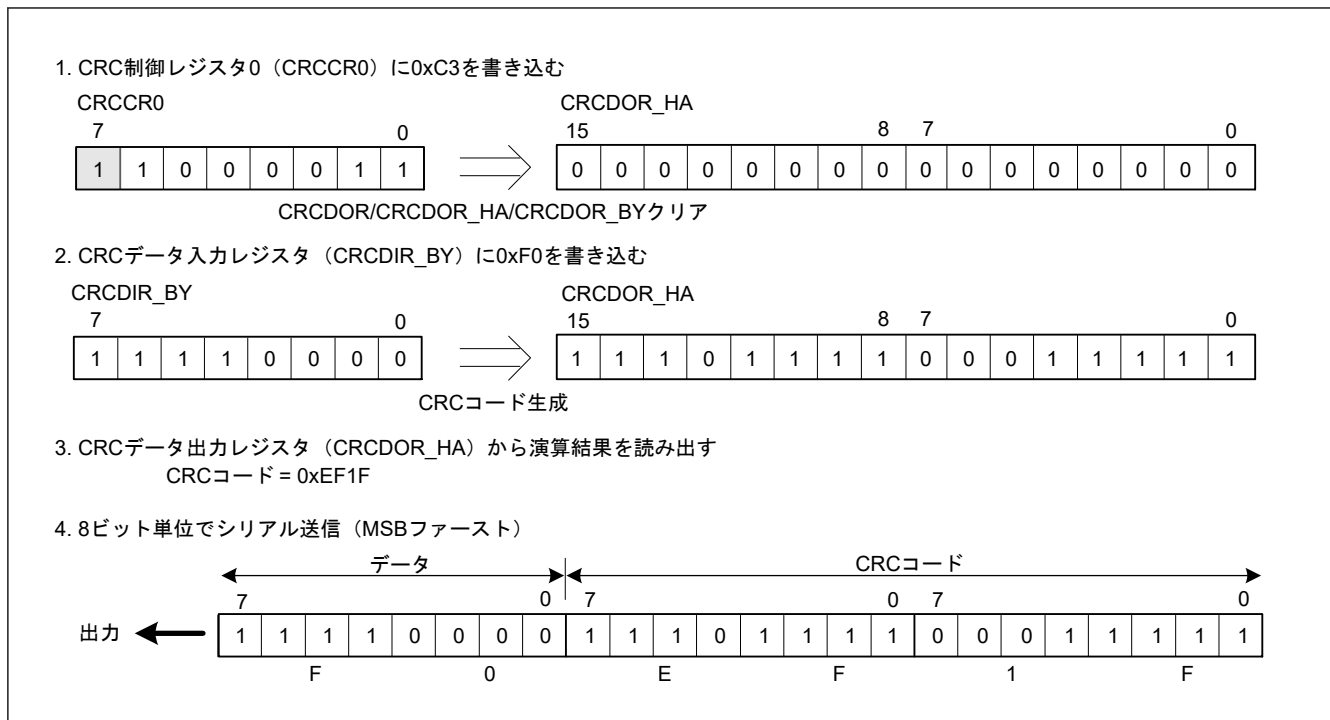 1. CRC制御レジスタ0（CRCCR0）に0xC3を書き込む
CRCCR0 CRCDOR_HA
7 0 15 8 7 0
1 1 0 0 0 0 1 1 0 0 0 0 0 0 0 0 0 0 0 0 0 0 0 0
CRCDOR/CRCDOR_HA/CRCDOR_BYクリア
2. CRCデータ入力レジスタ（CRCDIR_BY）に0xF0を書き込む
CRCDIR_BY CRCDOR_HA
7 0 15 8 7 0
1 1 1 1 0 0 0 0 1 1 1 0 1 1 1 1 0 0 0 1 1 1 1 1
CRCコード生成
3. CRCデータ出力レジスタ（CRCDOR_HA）から演算結果を読み出す
CRCコード = 0xEF1F
4. 8ビット単位でシリアル送信（MSBファースト）
データ CRCコード
7 0 7 0 7 0
出力 1 1 1 1 0 0 0 0 1 1 1 0 1 1 1 1 0 0 0 1 1 1 1 1
F 0 E F 1 F